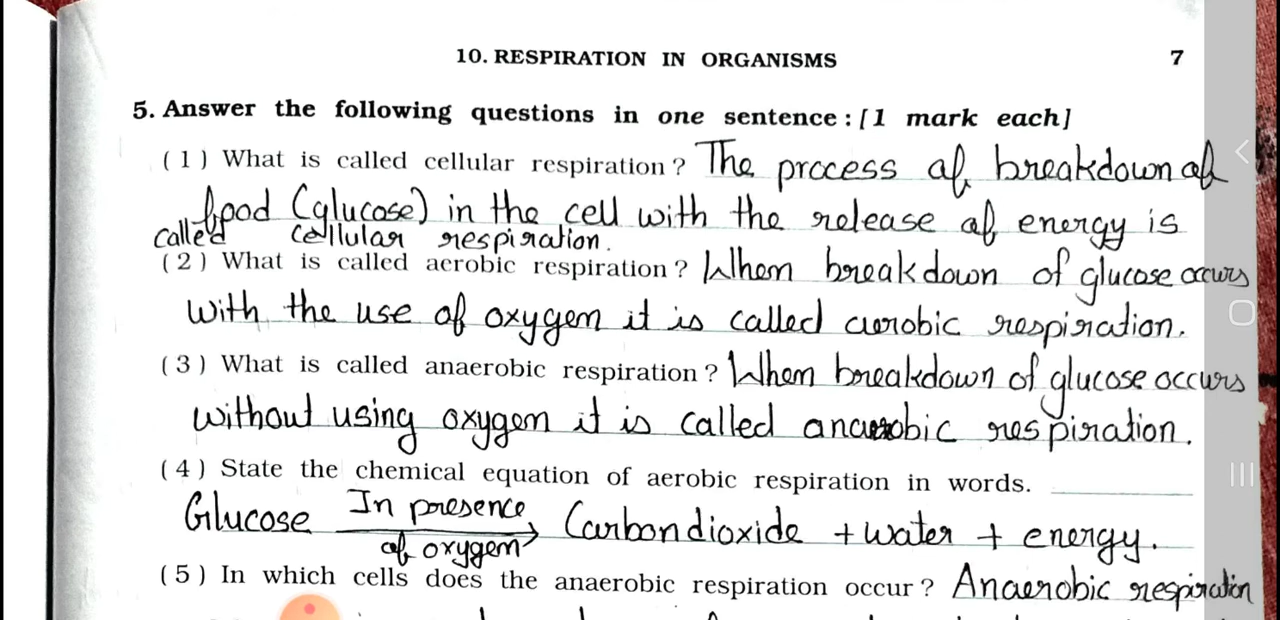 10. RESPIRATION IN ORGANISMS 7
5. Answer the following questions in one sentence : [1 mark each]
( 1 ) What is called cellular respiration ? The process of breakdown of
food (glucose) in the cell with the release of energy is
called cellular respiration.
( 2 ) What is called aerobic respiration ? When breakdown of glucose occurs
with the use of oxygen it is called aerobic respiration.
( 3 ) What is called anaerobic respiration ? When breakdown of glucose occurs
without using oxygen it is called anaerobic respiration.
( 4 ) State the chemical equation of aerobic respiration in words.
Glucose In presence of oxygen → Carbondioxide + water + energy.
( 5 ) In which cells does the anaerobic respiration occur ? Anaerobic respiration